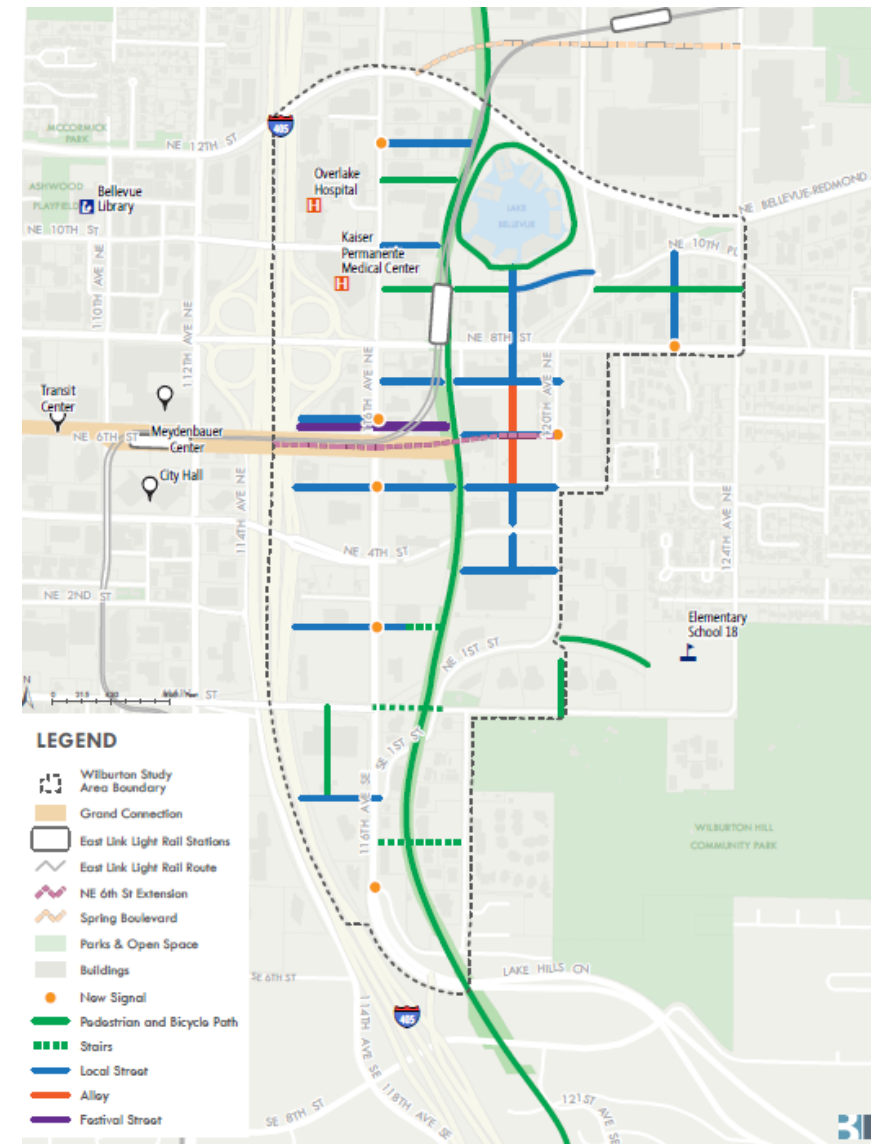 MCCORMICK
PARK
NE 12TH ST
405
ASHWOOD
PLAYFIELD
Bellevue
Library
NE 10TH ST
Overlake
Hospital
H
Kaiser
Permanente
Medical Center
H
LAKE
BELLEVUE
NE BELLEVUE-REDMOND
NE 10TH PL
110TH AVE NE
112TH AVE NE
NE 8TH ST
Transit
Center
116TH AVE NE
120TH AVE NE
NE 6TH ST
Meydenbauer
Center
City Hall
114TH AVE NE
124TH AVE NE
NE 4TH ST
NE 2ND ST
Elementary
School 18
NE 1ST ST
N
0
ST
SE 1ST ST
116TH AVE SE
WILBURTON HILL
COMMUNITY PARK
LAKE HILLS CN
SE 6TH ST
405
114TH AVE SE
118TH AVE SE
SE 8TH ST
121ST AVE SE
LEGEND
Wilburton Study
Area Boundary
Grand Connection
East Link Light Rail Stations
East Link Light Rail Route
NE 6th St Extension
Spring Boulevard
Parks & Open Space
Buildings
New Signal
Pedestrian and Bicycle Path
Stairs
Local Street
Alley
Festival Street